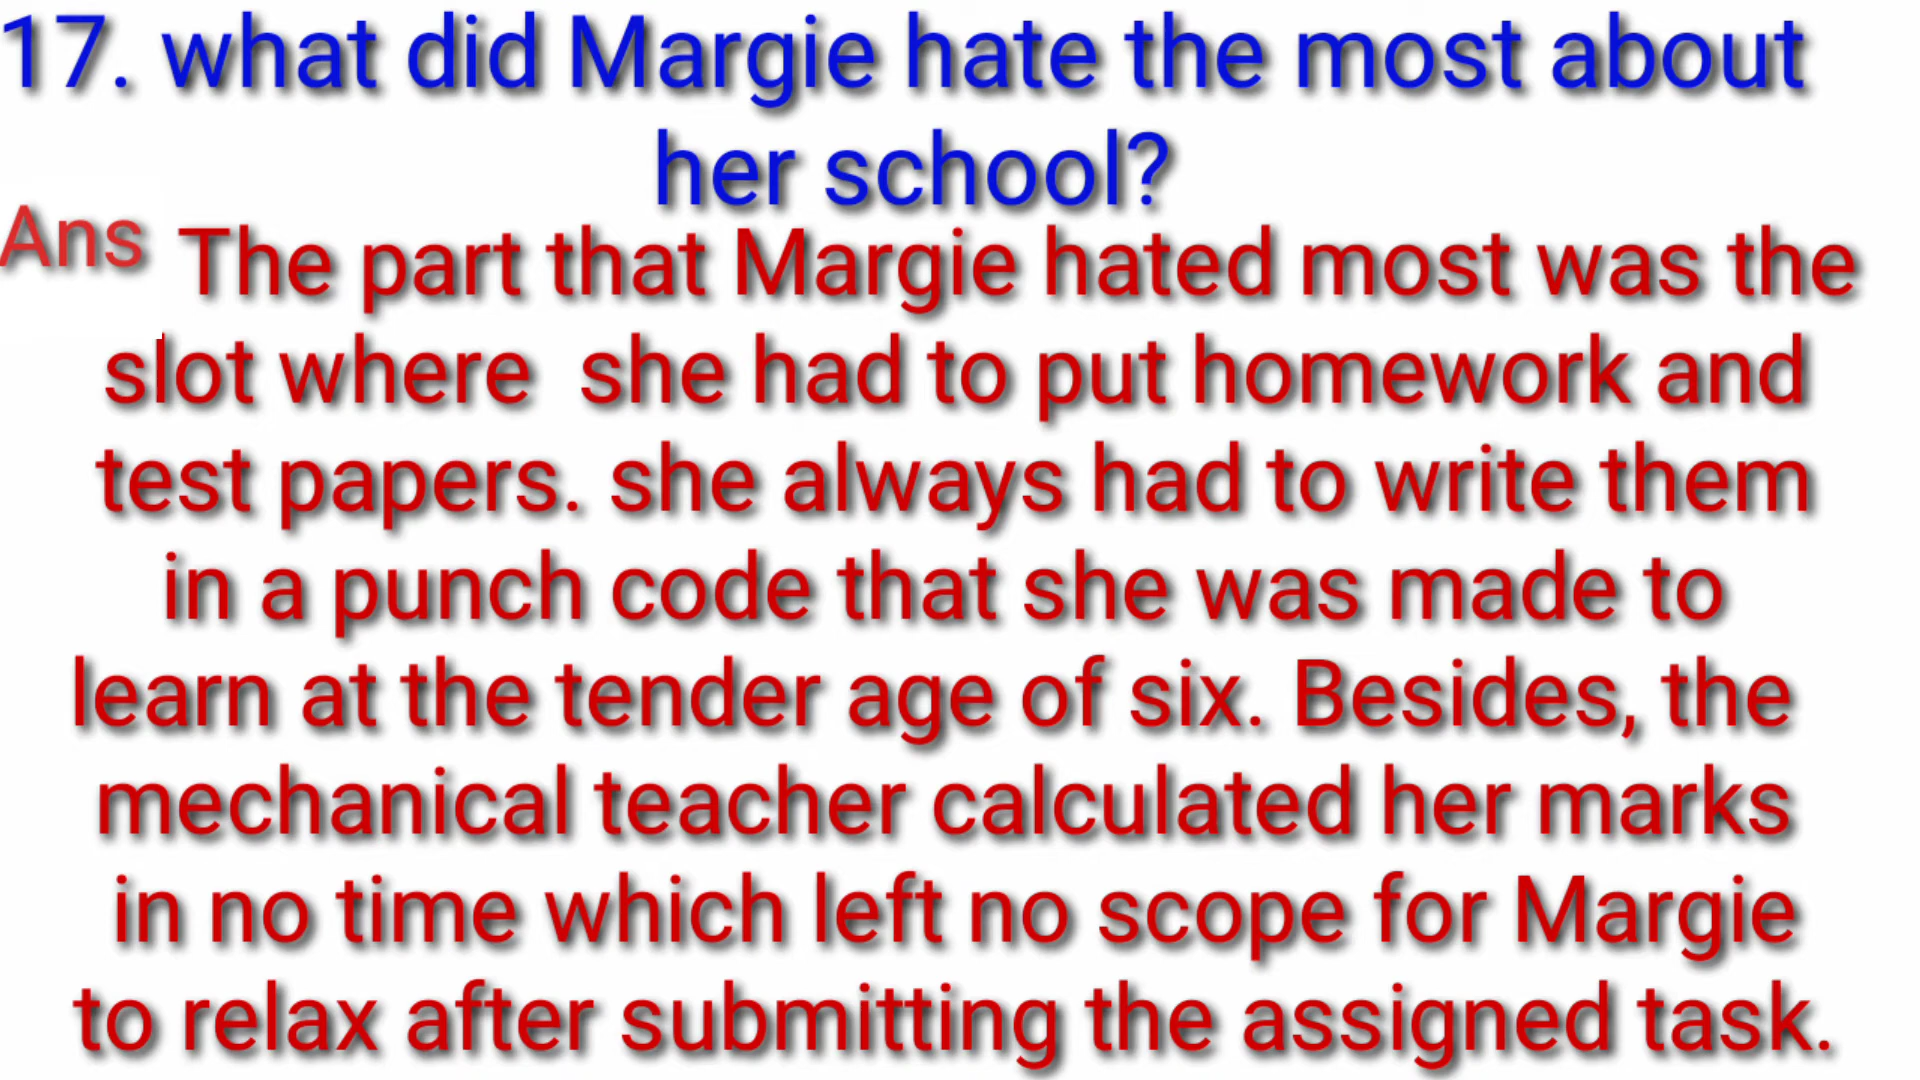 17. what did Margie hate the most about
her school?
Ans The part that Margie hated most was the
slot where she had to put homework and
test papers. she always had to write them
in a punch code that she was made to
learn at the tender age of six. Besides, the
mechanical teacher calculated her marks
in no time which left no scope for Margie
to relax after submitting the assigned task.